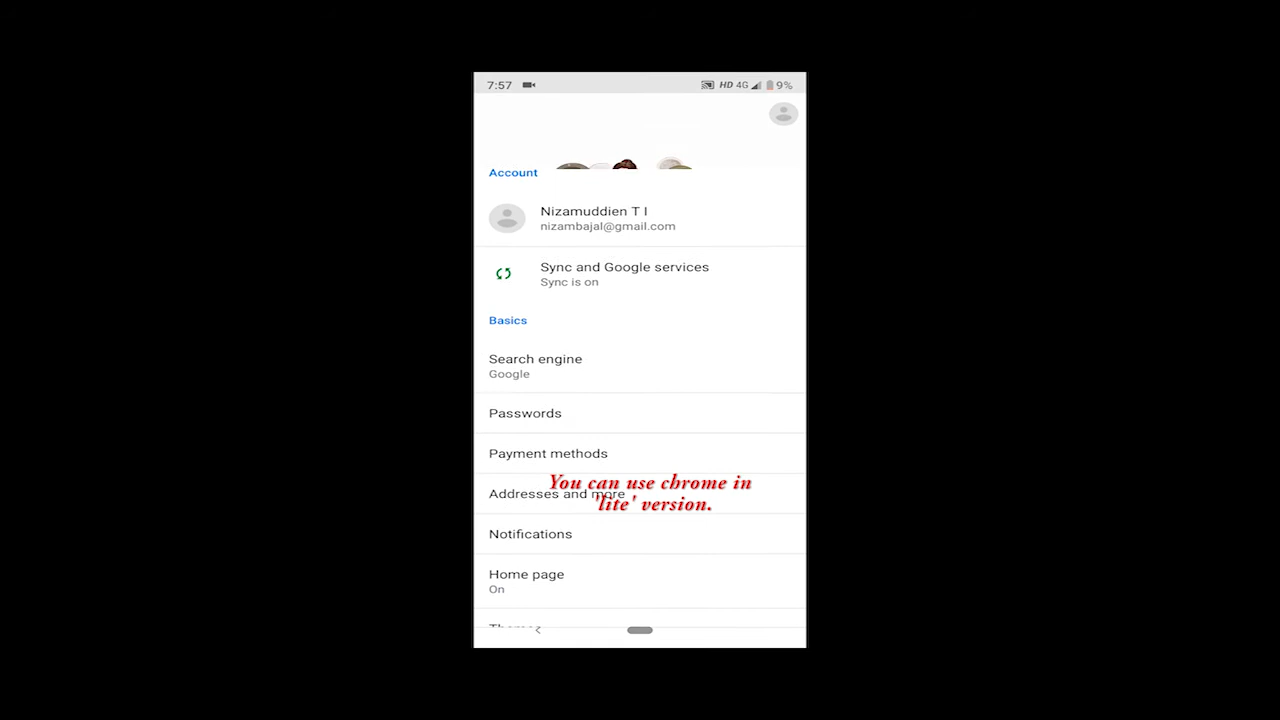 7:57 HD 4G 9%
Account
Nizamuddien T I
nizambajal@gmail.com
Sync and Google services
Sync is on
Basics
Search engine
Google
Passwords
Payment methods
You can use chrome in
Addresses and more
'lite' version.
Notifications
Home page
On